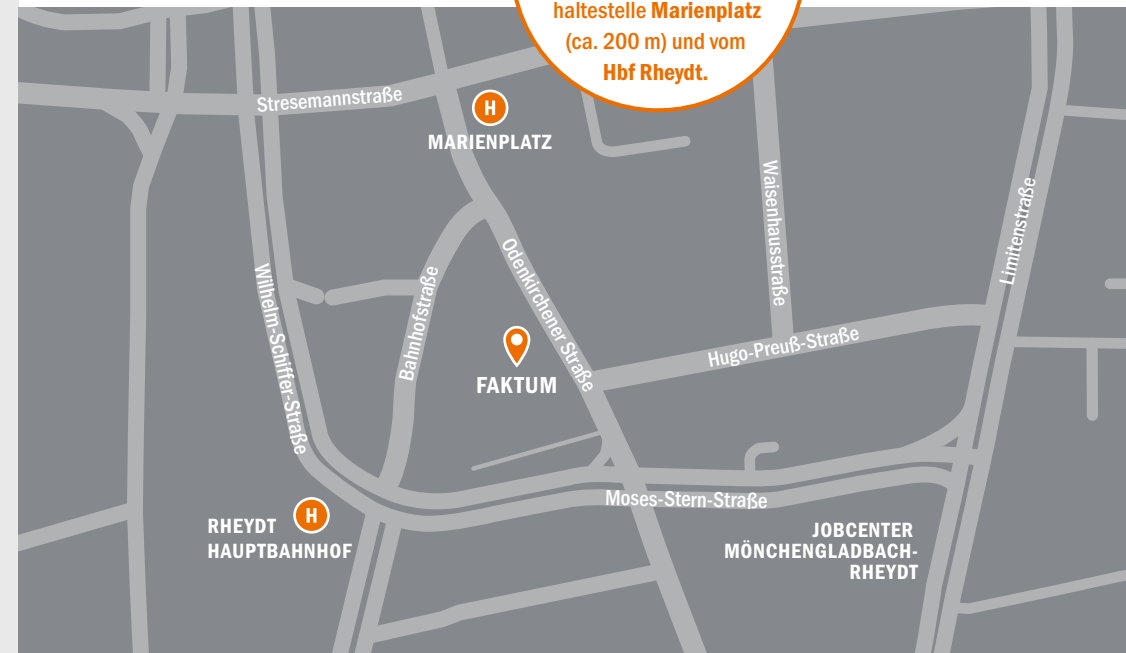 haltestelle Marienplatz
(ca. 200 m) und vom
Hbf Rheydt.
Stresemannstraße
H
MARIENPLATZ
Waisenhausstraße
Limitenstraße
Odenkirchener Straße
Wilhelm-Schiffer-Straße
Bahnhofstraße
Hugo-Preuß-Straße
FAKTUM
Moses-Stern-Straße
H
RHEYDT
HAUPTBAHNHOF
JOBCENTER
MÖNCHENGLADBACH-
RHEYDT